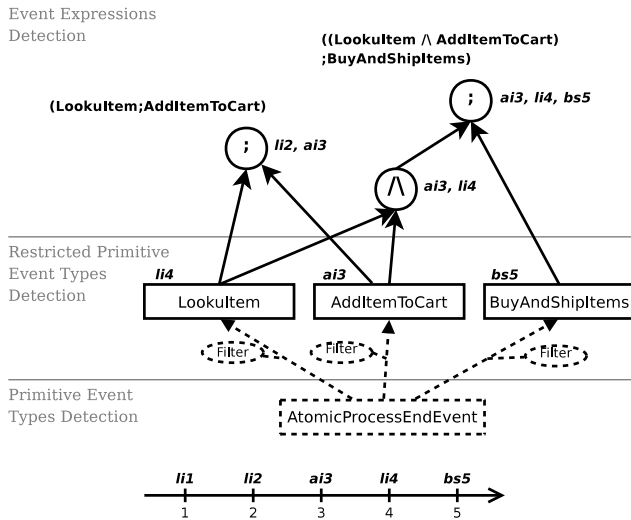 Event Expressions
Detection
((LookuItem /\ AddItemToCart)
;BuyAndShipItems)
(LookuItem;AddItemToCart)
;
ai3, li4, bs5
;
li2, ai3
/\
ai3, li4
Restricted Primitive
Event Types
Detection
li4
ai3
bs5
LookuItem
AddItemToCart
BuyAndShipItems
Filter
Filter
Filter
Primitive Event
Types Detection
AtomicProcessEndEvent
li1 li2 ai3 li4 bs5
1 2 3 4 5